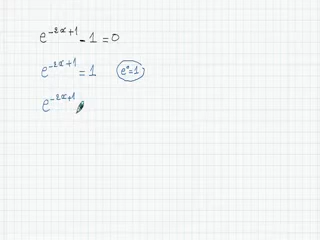 e^{-2x+1} - 1 = 0
e^{-2x+1} = 1 e^{0}=1
e^{-2x+1}